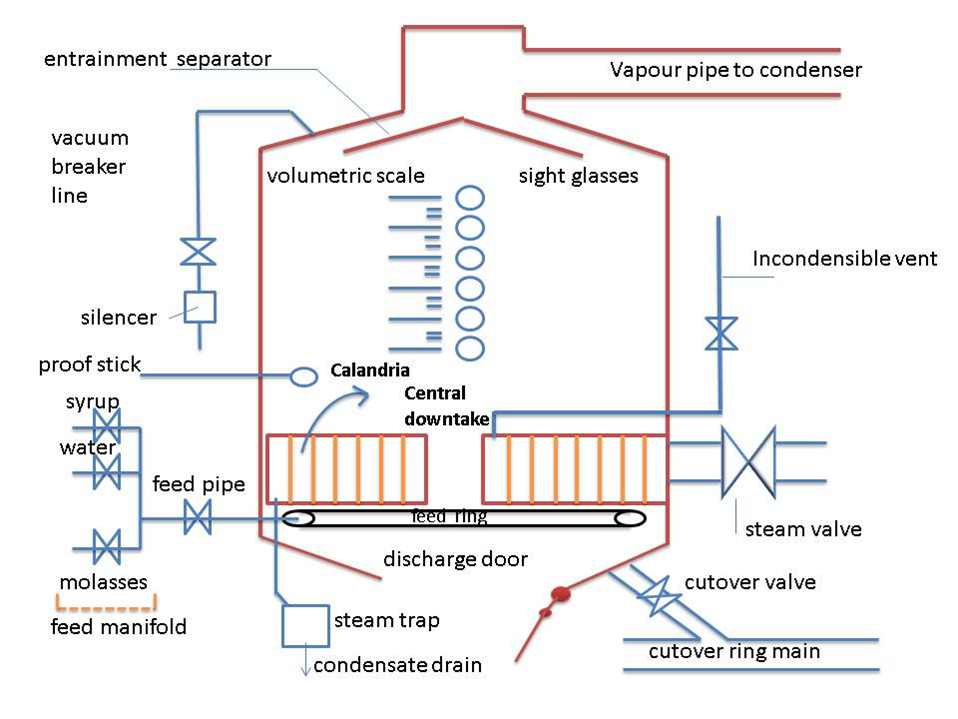 entrainment separator
Vapour pipe to condenser
vacuum
breaker
line
volumetric scale
sight glasses
Incondensible vent
silencer
proof stick
Calandria
Central
downtake
syrup
water
feed pipe
feed ring
steam valve
discharge door
molasses
cutover valve
feed manifold
steam trap
cutover ring main
condensate drain